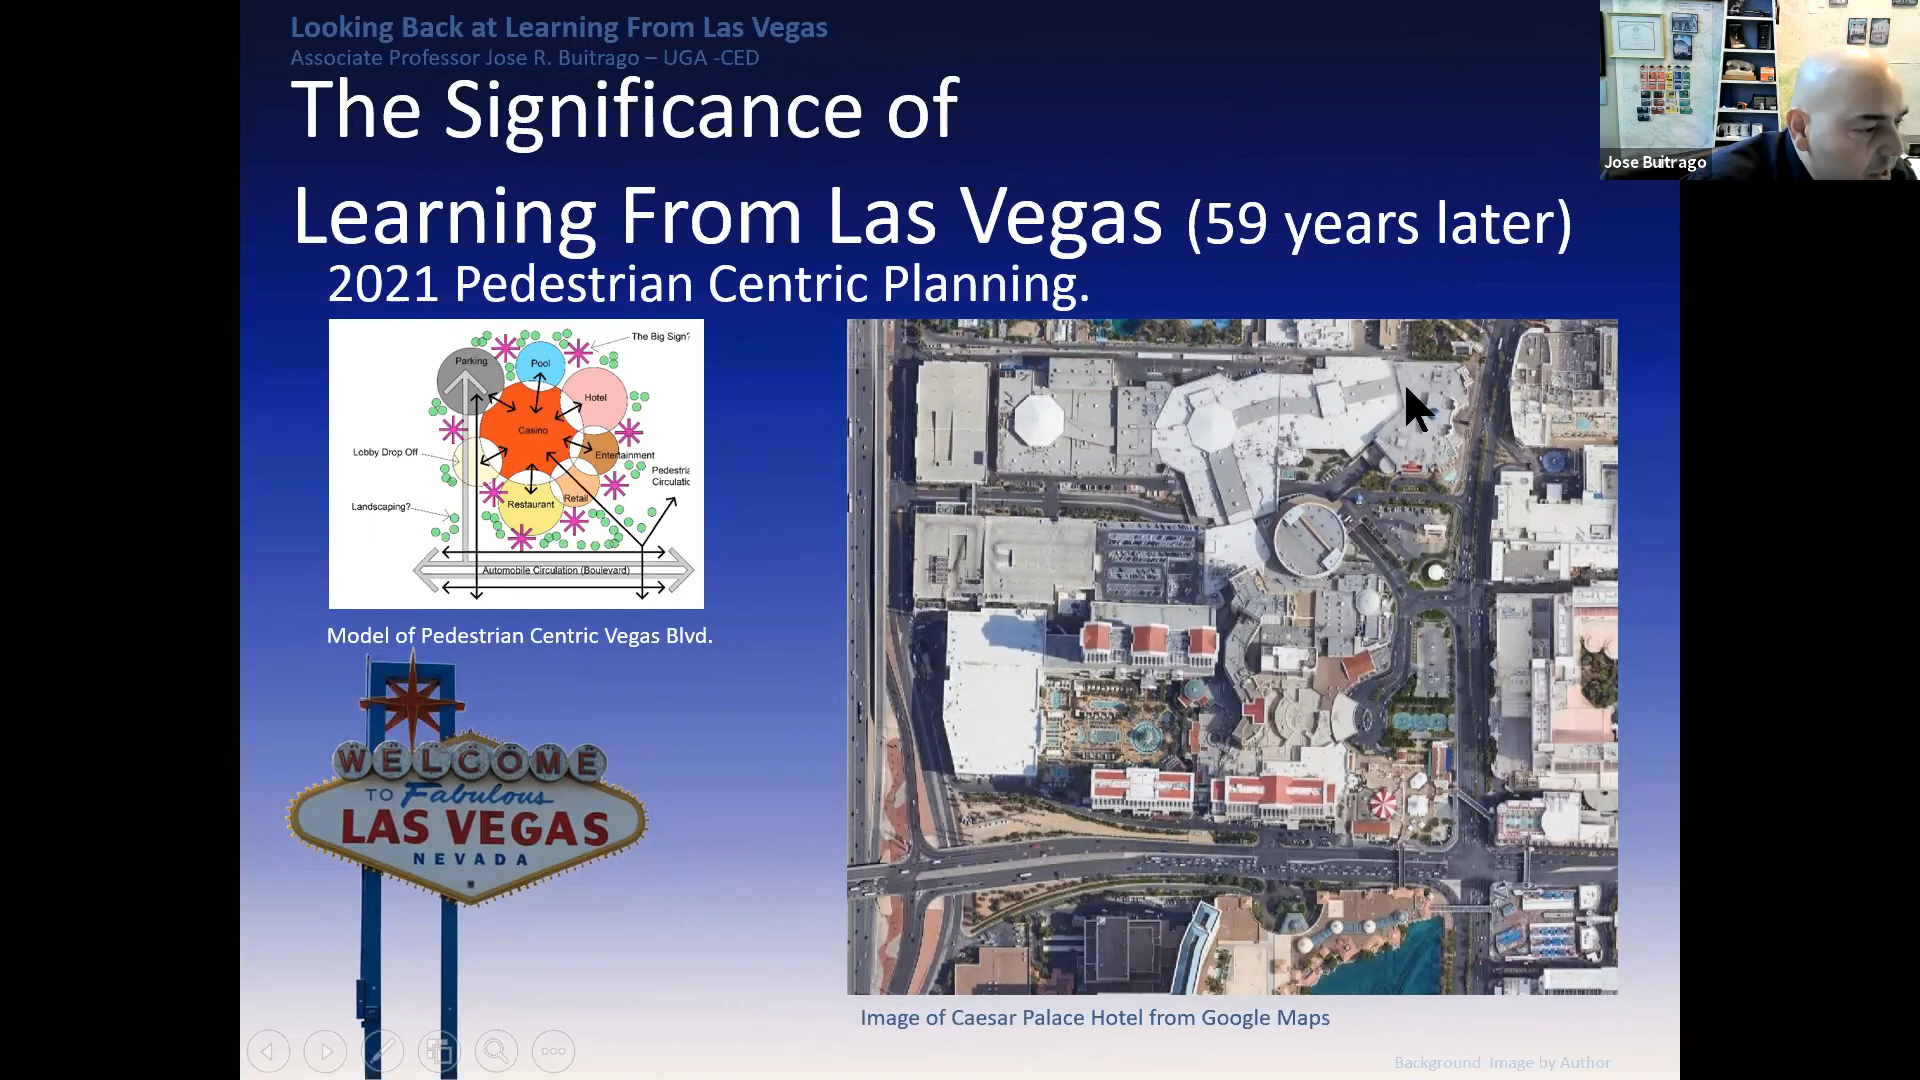 Looking Back at Learning From Las Vegas
Associate Professor Jose R. Buitrago – UGA -CED
The Significance of
Learning From Las Vegas (59 years later)
2021 Pedestrian Centric Planning.
Jose Buitrago
The Big Sign?
Parking
Pool
Hotel
Casino
Lobby Drop Off
Entertainment
Pedestria
Circulatic
Retail
Restaurant
Landscaping?
Automobile Circulation (Boulevard)
Model of Pedestrian Centric Vegas Blvd.
WELCOME
TO Fabulous
LAS VEGAS
NEVADA
Image of Caesar Palace Hotel from Google Maps
Background Image by Author